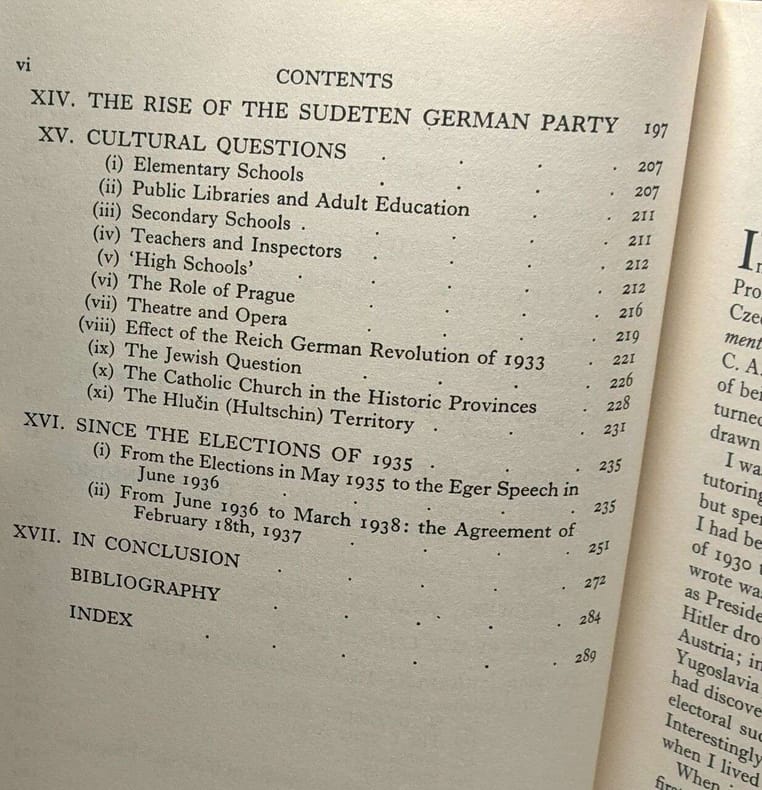 vi
CONTENTS
XIV. THE RISE OF THE SUDETEN GERMAN PARTY 197
XV. CULTURAL QUESTIONS . . . . 207
(i) Elementary Schools . . . . 207
(ii) Public Libraries and Adult Education . . 211
(iii) Secondary Schools . . . . . 211
(iv) Teachers and Inspectors . . . . 212
(v) 'High Schools' . . . . . 212
(vi) The Role of Prague . . . . 216
(vii) Theatre and Opera . . . . 219
(viii) Effect of the Reich German Revolution of 1933 . 221
(ix) The Jewish Question . . . . 226
(x) The Catholic Church in the Historic Provinces . 228
(xi) The Hlučin (Hultschin) Territory . . . 231
XVI. SINCE THE ELECTIONS OF 1935 . . . 235
(i) From the Elections in May 1935 to the Eger Speech in
June 1936 . . . . . 235
(ii) From June 1936 to March 1938: the Agreement of
February 18th, 1937 . . . . 251
XVII. IN CONCLUSION . . . . . 272
BIBLIOGRAPHY . . . . . 284
INDEX . . . . . . 289
Pro
Cze
ment
C. A.
of bei
turned
drawn
I wa
tutoring
but spe
I had be
of 1930
wrote wa
as Preside
Hitler dro
Austria; in
Yugoslavia
had discove
electoral suc
Interestingly
when I lived
When